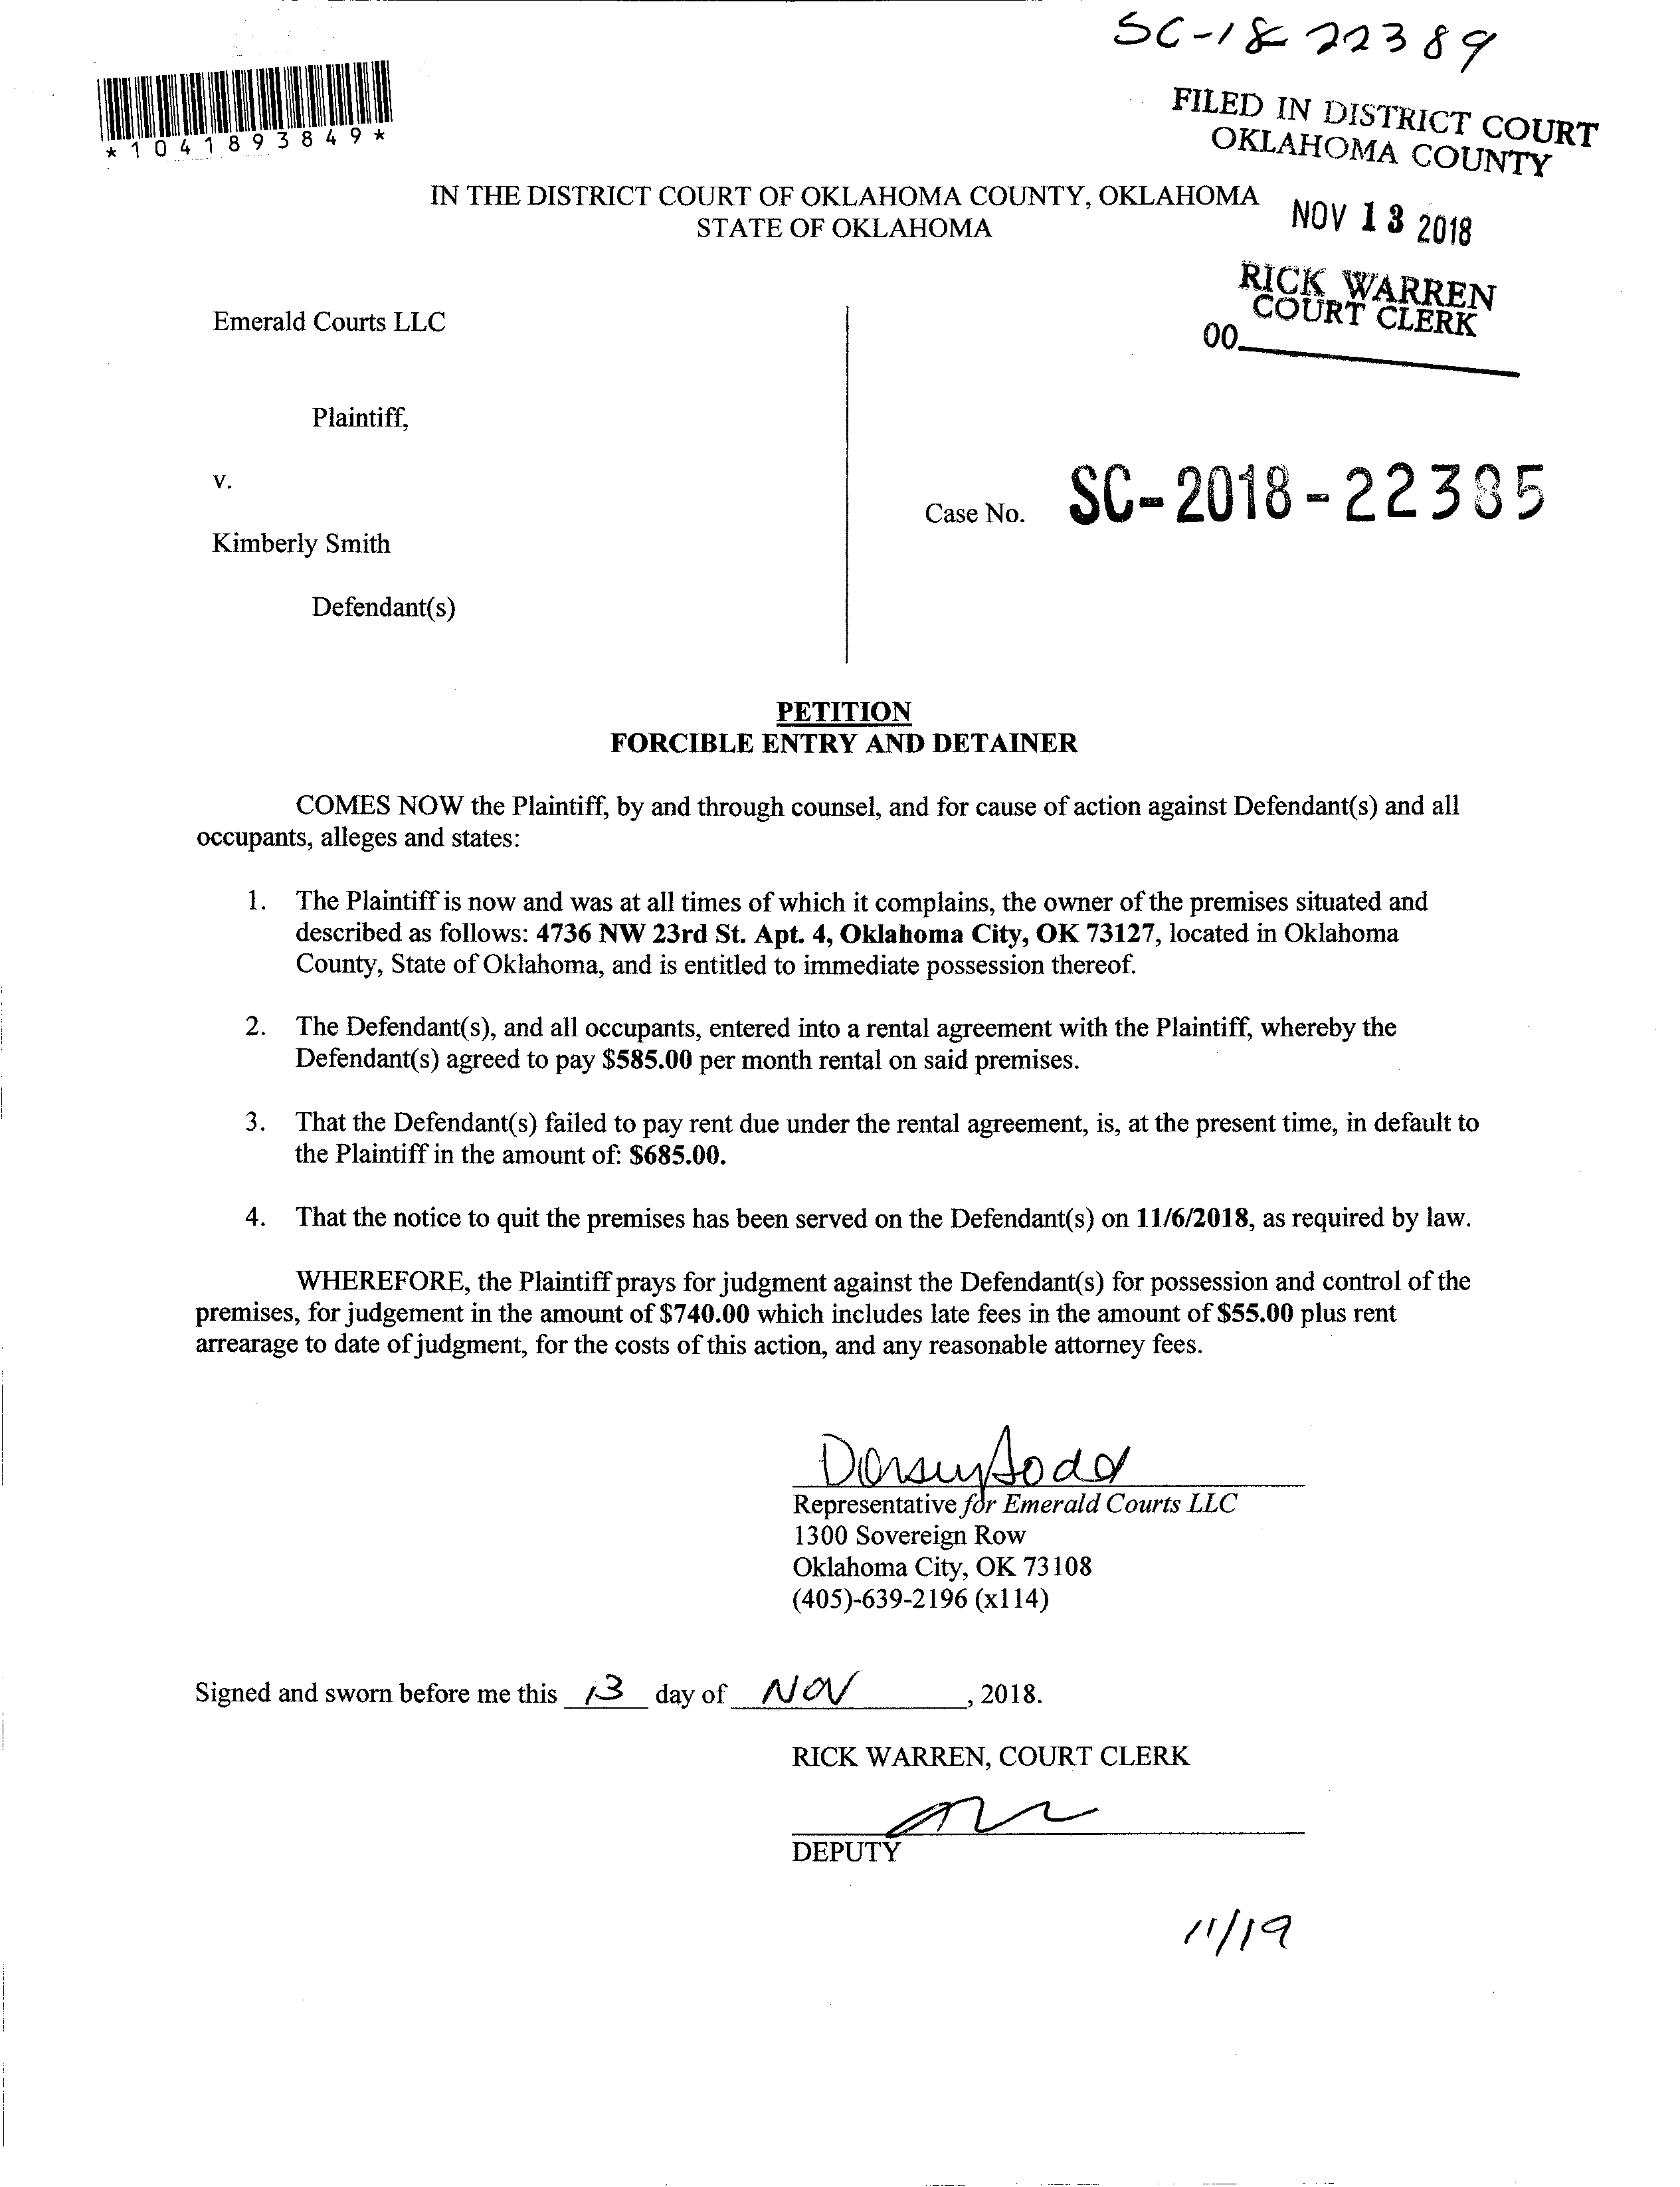 SC-18 22389
*1041893849*
FILED IN DISTRICT COURT
OKLAHOMA COUNTY
IN THE DISTRICT COURT OF OKLAHOMA COUNTY, OKLAHOMA
STATE OF OKLAHOMA
NOV 13 2018
RICK WARREN
COURT CLERK
00
Emerald Courts LLC
Plaintiff,
v.
Case No. SC-2018-22385
Kimberly Smith
Defendant(s)
PETITION
FORCIBLE ENTRY AND DETAINER
COMES NOW the Plaintiff, by and through counsel, and for cause of action against Defendant(s) and all
occupants, alleges and states:
1. The Plaintiff is now and was at all times of which it complains, the owner of the premises situated and
described as follows: 4736 NW 23rd St. Apt. 4, Oklahoma City, OK 73127, located in Oklahoma
County, State of Oklahoma, and is entitled to immediate possession thereof.
2. The Defendant(s), and all occupants, entered into a rental agreement with the Plaintiff, whereby the
Defendant(s) agreed to pay $585.00 per month rental on said premises.
3. That the Defendant(s) failed to pay rent due under the rental agreement, is, at the present time, in default to
the Plaintiff in the amount of: $685.00.
4. That the notice to quit the premises has been served on the Defendant(s) on 11/6/2018, as required by law.
WHEREFORE, the Plaintiff prays for judgment against the Defendant(s) for possession and control of the
premises, for judgement in the amount of $740.00 which includes late fees in the amount of $55.00 plus rent
arrearage to date of judgment, for the costs of this action, and any reasonable attorney fees.
Representative for Emerald Courts LLC
1300 Sovereign Row
Oklahoma City, OK 73108
(405)-639-2196 (x114)
Signed and sworn before me this 13 day of NOV, 2018.
RICK WARREN, COURT CLERK
DEPUTY
11/19